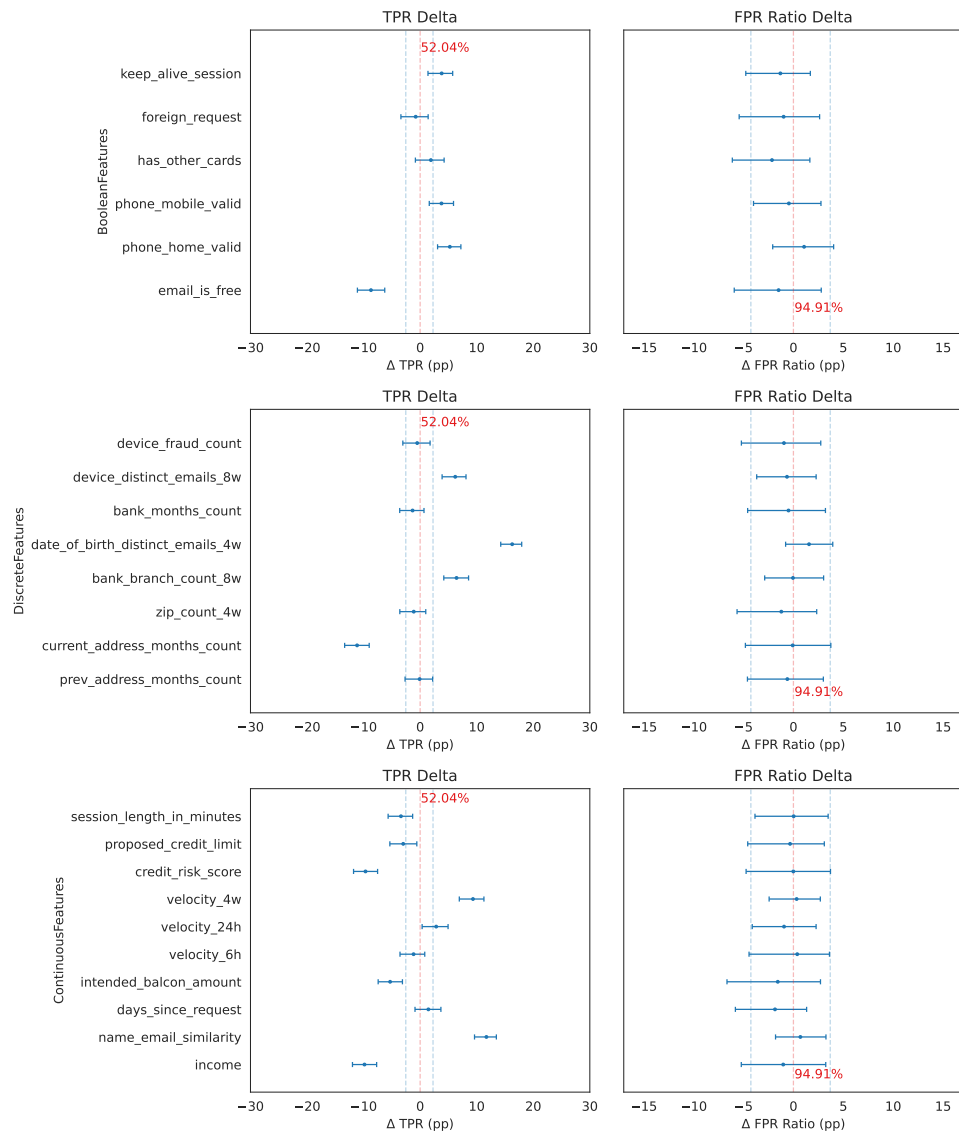 TPR Delta
FPR Ratio Delta
BooleanFeatures
52.04%
keep_alive_session
foreign_request
has_other_cards
phone_mobile_valid
phone_home_valid
email_is_free
94.91%
−30 −20 −10 0 10 20 30
−15 −10 −5 0 5 10 15
Δ TPR (pp)
Δ FPR Ratio (pp)
TPR Delta
FPR Ratio Delta
DiscreteFeatures
52.04%
device_fraud_count
device_distinct_emails_8w
bank_months_count
date_of_birth_distinct_emails_4w
bank_branch_count_8w
zip_count_4w
current_address_months_count
prev_address_months_count
94.91%
−30 −20 −10 0 10 20 30
−15 −10 −5 0 5 10 15
Δ TPR (pp)
Δ FPR Ratio (pp)
TPR Delta
FPR Ratio Delta
ContinuousFeatures
52.04%
session_length_in_minutes
proposed_credit_limit
credit_risk_score
velocity_4w
velocity_24h
velocity_6h
intended_balcon_amount
days_since_request
name_email_similarity
income
94.91%
−30 −20 −10 0 10 20 30
−15 −10 −5 0 5 10 15
Δ TPR (pp)
Δ FPR Ratio (pp)